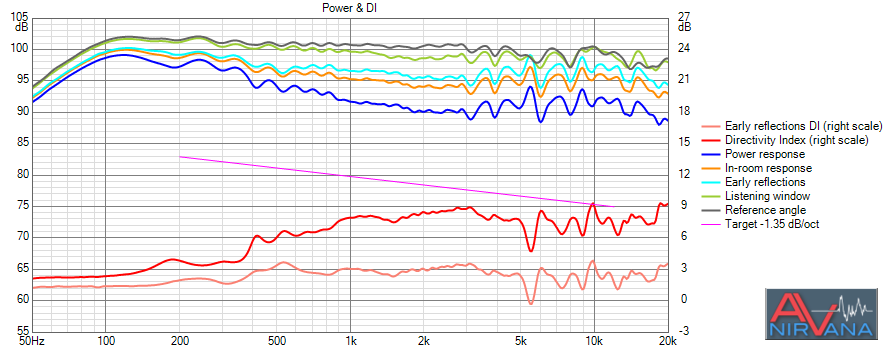 Power & DI
105
dB
100
95
90
85
80
75
70
65
60
55
27
dB
24
21
18
15
12
9
6
3
0
-3
50Hz
100
200
500
1k
2k
5k
10k
20k
Early reflections DI (right scale)
Directivity Index (right scale)
Power response
In-room response
Early reflections
Listening window
Reference angle
Target -1.35 dB/oct
AV
NIRVANA